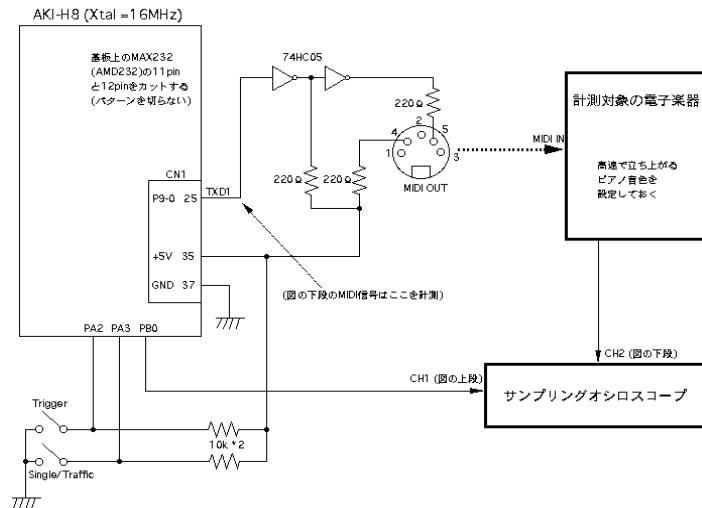 AKI-H8 (Xtal =16MHz)
基板上のMAX232
(AMD232)の11pin
と12pinをカットする
(パターンを切らない)
74HC05
220Ω
2
4
5
1
3
MIDI OUT
220Ω
220Ω
MIDI IN
計測対象の電子楽器
高速で立ち上がる
ピアノ音色を
設定しておく
CN1
P9-0 25
TXD1
+5V 35
GND 37
(図の下段のMIDI信号はここを計測)
PA2 PA3 PB0
CH1 (図の上段)
CH2 (図の下段)
サンプリングオシロスコープ
Trigger
10k *2
Single/Traffic